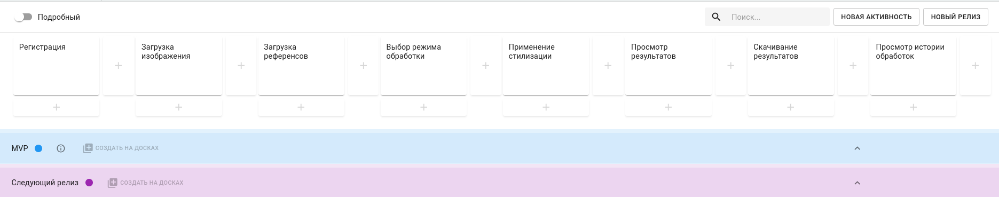 Подробный
Поиск...
НОВАЯ АКТИВНОСТЬ
НОВЫЙ РЕЛИЗ
Регистрация
Загрузка
изображения
Загрузка
референсов
Выбор режима
обработки
Применение
стилизации
Просмотр
результатов
Скачивание
результатов
Просмотр истории
обработок
MVP
СОЗДАТЬ НА ДОСКАХ
Следующий релиз
СОЗДАТЬ НА ДОСКАХ